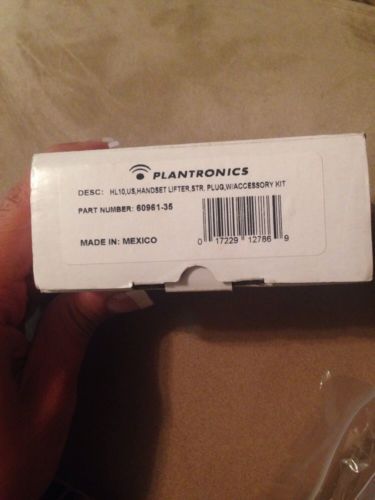 PLANTRONICS
DESC: HL10,US,HANDSET LIFTER,STR. PLUG,W/ACCESSORY KIT
PART NUMBER: 60961-35
MADE IN: MEXICO
0 17229 12786 9